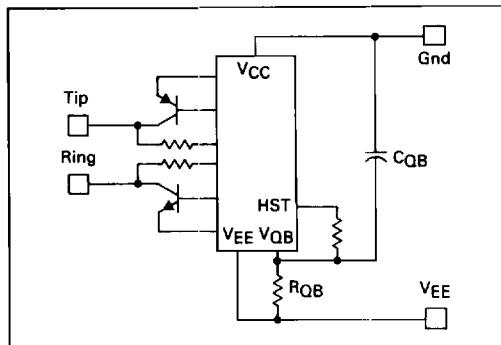 Gnd
VCC
Tip
Ring
CQB
HST
VEE VQB
RQB
VEE